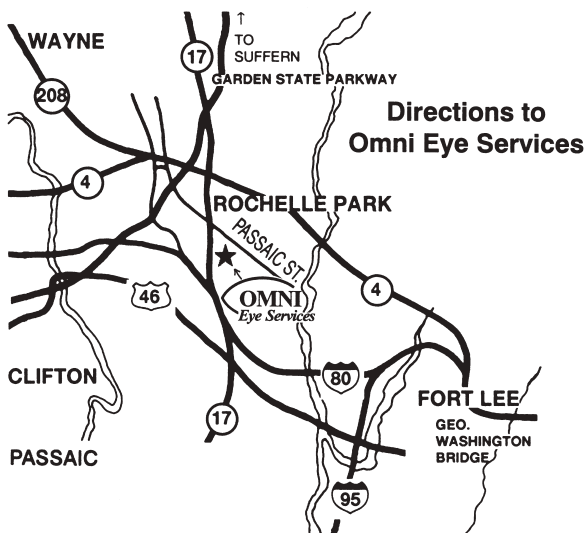 ↑
TO
SUFFERN
WAYNE
17
GARDEN STATE PARKWAY
208
Directions to
Omni Eye Services
4
ROCHELLE PARK
PASSAIC ST.
OMNI
Eye Services
46
4
80
CLIFTON
FORT LEE
17
GEO.
WASHINGTON
BRIDGE
PASSAIC
95